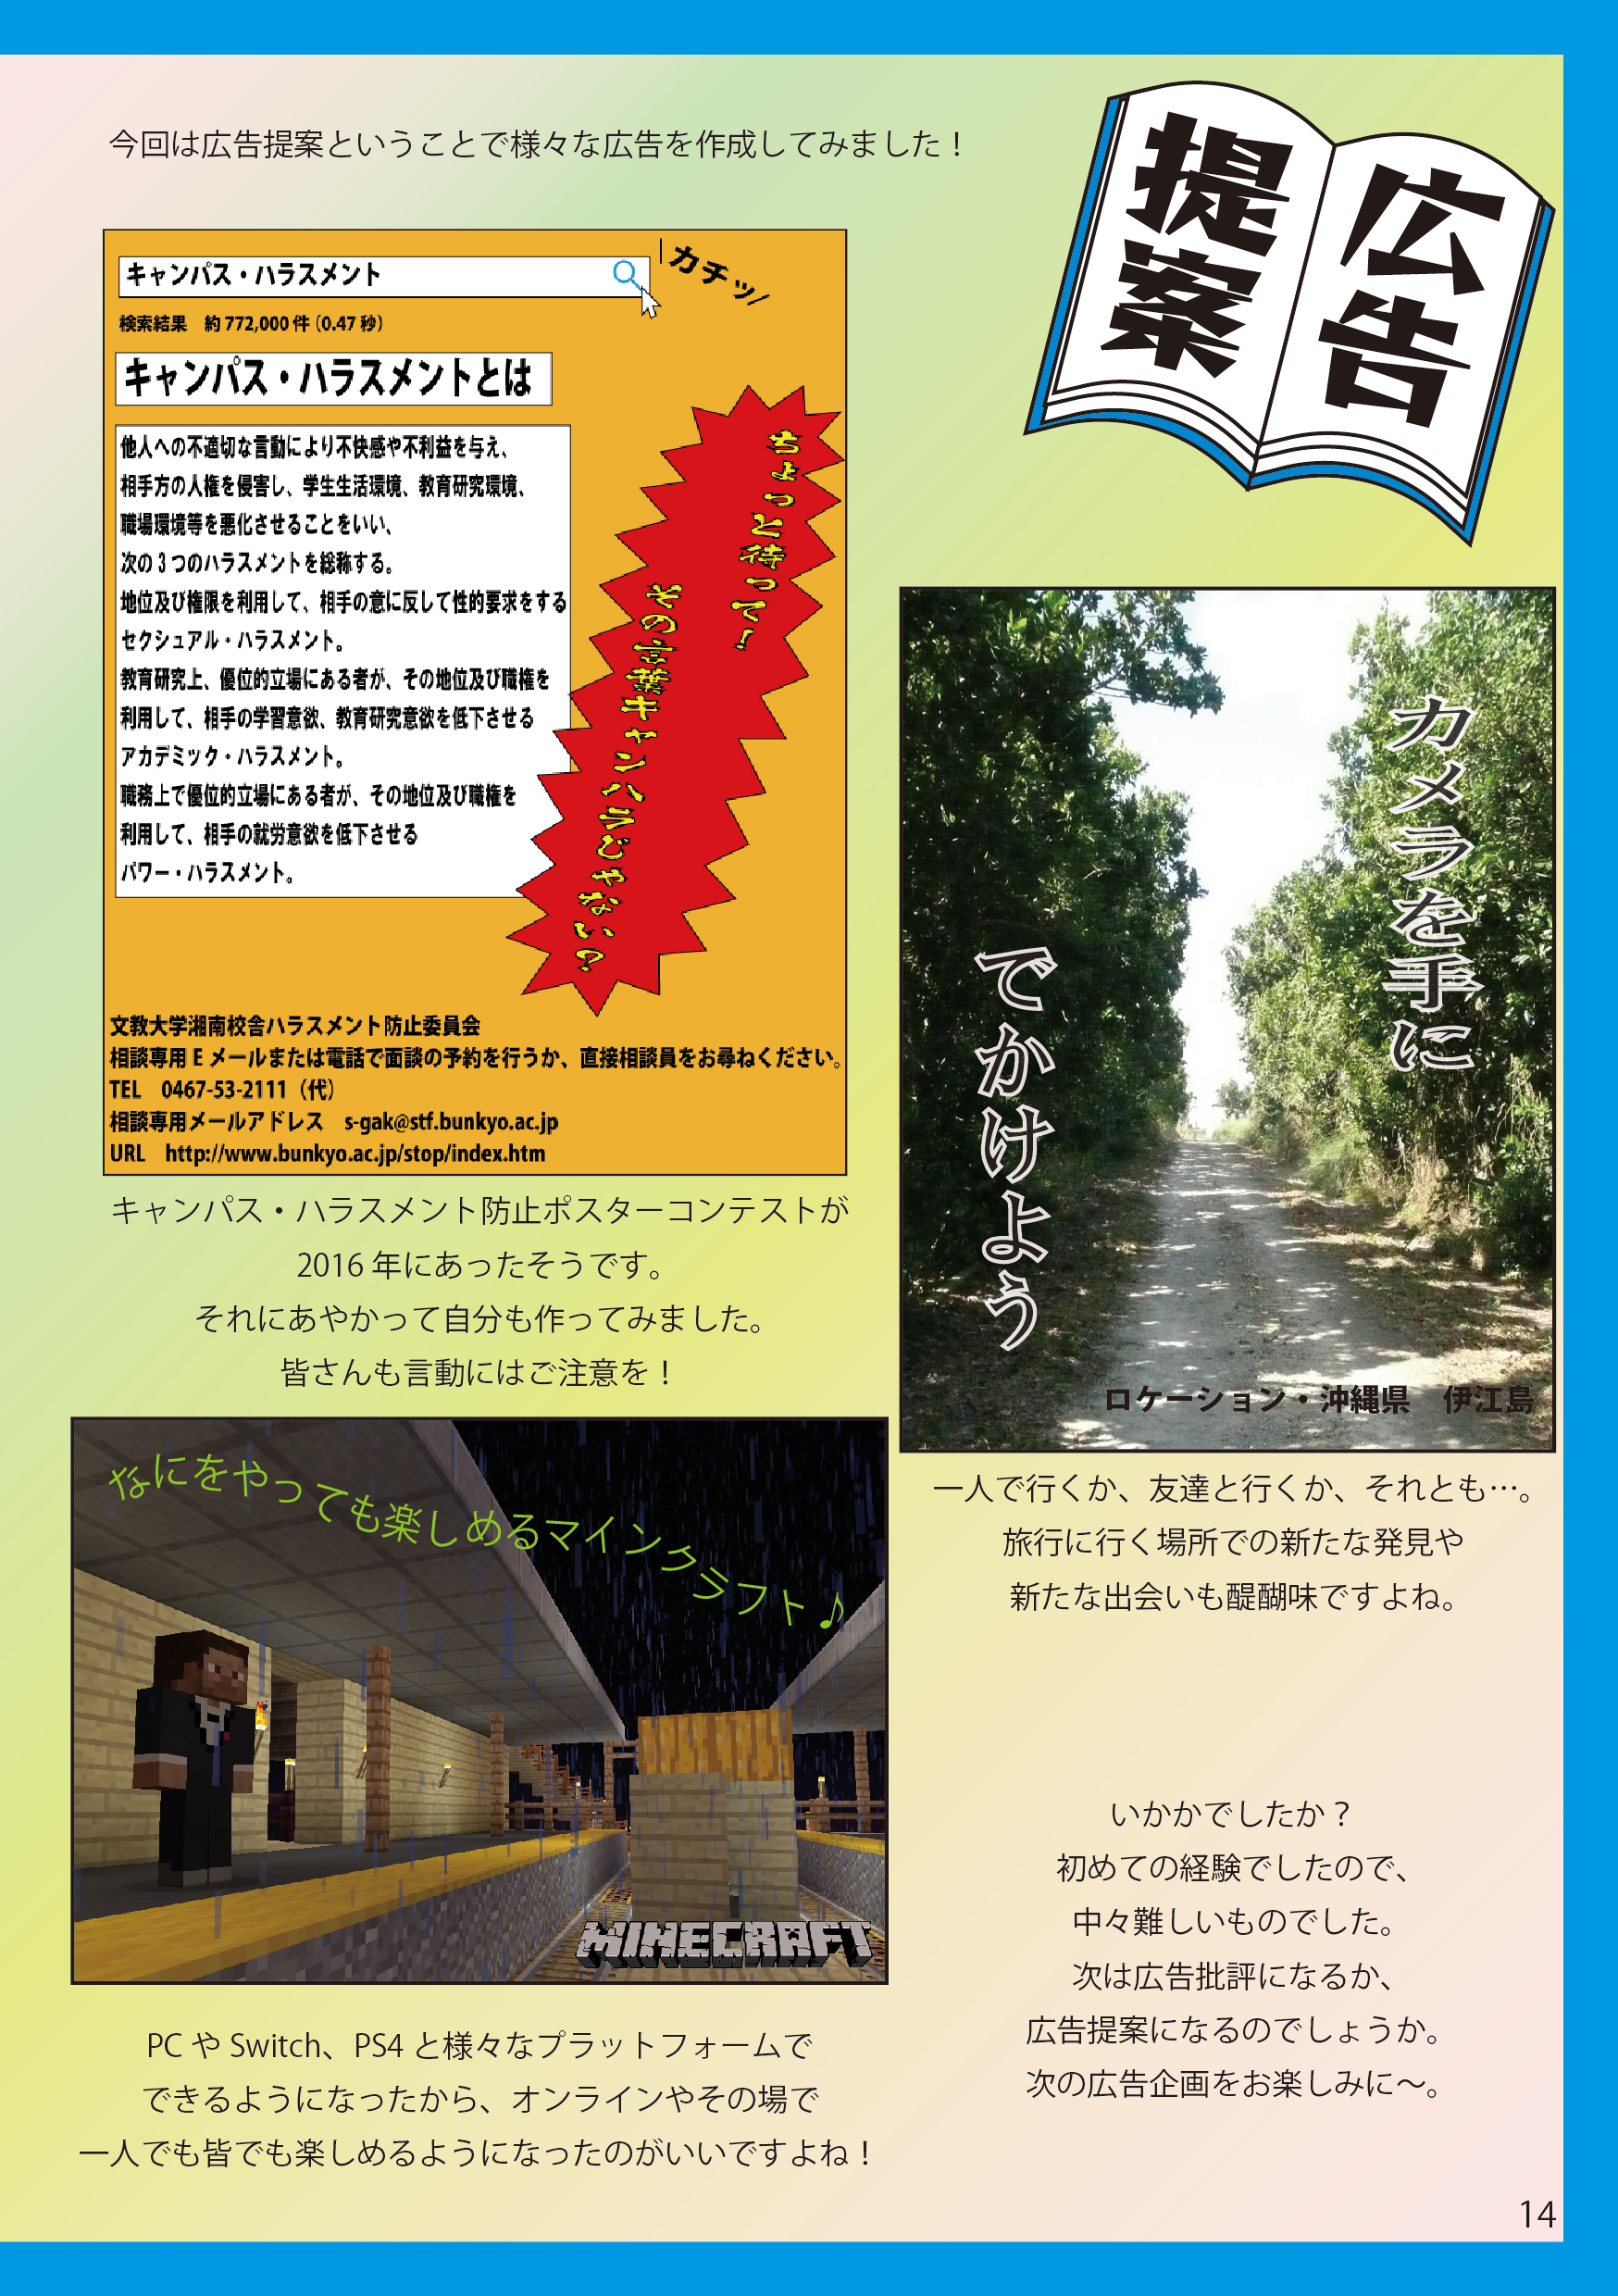 広告
提案
今回は広告提案ということで様々な広告を作成してみました！
キャンパス・ハラスメント
カチッ
検索結果　約 772,000 件（0.47 秒）
キャンパス・ハラスメントとは
他人への不適切な言動により不快感や不利益を与え、
相手方の人権を侵害し、学生生活環境、教育研究環境、
職場環境等を悪化させることをいい、
次の 3 つのハラスメントを総称する。
地位及び権限を利用して、相手の意に反して性的要求をする
セクシュアル・ハラスメント。
教育研究上、優位的立場にある者が、その地位及び職権を
利用して、相手の学習意欲、教育研究意欲を低下させる
アカデミック・ハラスメント。
職務上で優位的立場にある者が、その地位及び職権を
利用して、相手の就労意欲を低下させる
パワー・ハラスメント。
ちょっと待って！
その言葉キャンハラじゃない？
文教大学湘南校舎ハラスメント防止委員会
相談専用 E メールまたは電話で面談の予約を行うか、直接相談員をお尋ねください。
TEL　0467-53-2111（代）
相談専用メールアドレス　s-gak@stf.bunkyo.ac.jp
URL　http://www.bunkyo.ac.jp/stop/index.htm
キャンパス・ハラスメント防止ポスターコンテストが
2016 年にあったそうです。
それにあやかって自分も作ってみました。
皆さんも言動にはご注意を！
カメラを手に
でかけよう
ロケーション・沖縄県　伊江島
一人で行くか、友達と行くか、それとも…。
旅行に行く場所での新たな発見や
新たな出会いも醍醐味ですよね。
なにをやっても楽しめるマインクラフト♪
MINECRAFT
PC や Switch、PS4 と様々なプラットフォームで
できるようになったから、オンラインやその場で
一人でも皆でも楽しめるようになったのがいいですよね！
いかかでしたか？
初めての経験でしたので、
中々難しいものでした。
次は広告批評になるか、
広告提案になるのでしょうか。
次の広告企画をお楽しみに～。
14